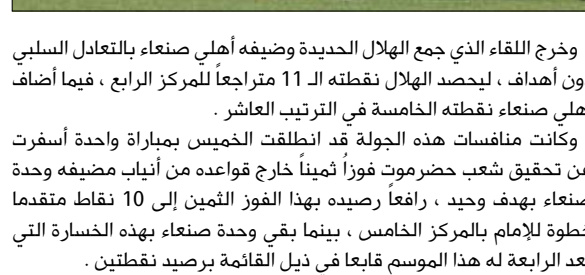 وخرج اللقاء الذي جمع الهلال الحديدة وضيفه أهلي صنعاء بالتعادل السلبي
ون أهداف ، ليحصد الهلال نقطته الـ 11 متراجعاً للمركز الرابع ، فيما أضاف
هلي صنعاء نقطته الخامسة في الترتيب العاشر .
وكانت منافسات هذه الجولة قد انطلقت الخميس بمباراة واحدة أسفرت
عن تحقيق شعب حضرموت فوزاً ثميناً خارج قواعده من أنياب مضيفه وحدة
صنعاء بهدف وحيد ، رافعاً رصيده بهذا الفوز الثمين إلى 10 نقاط متقدما
خطوة للإمام بالمركز الخامس ، بينما بقي وحدة صنعاء بهذه الخسارة التي
عد الرابعة له هذا الموسم قابعا في ذيل القائمة برصيد نقطتين .